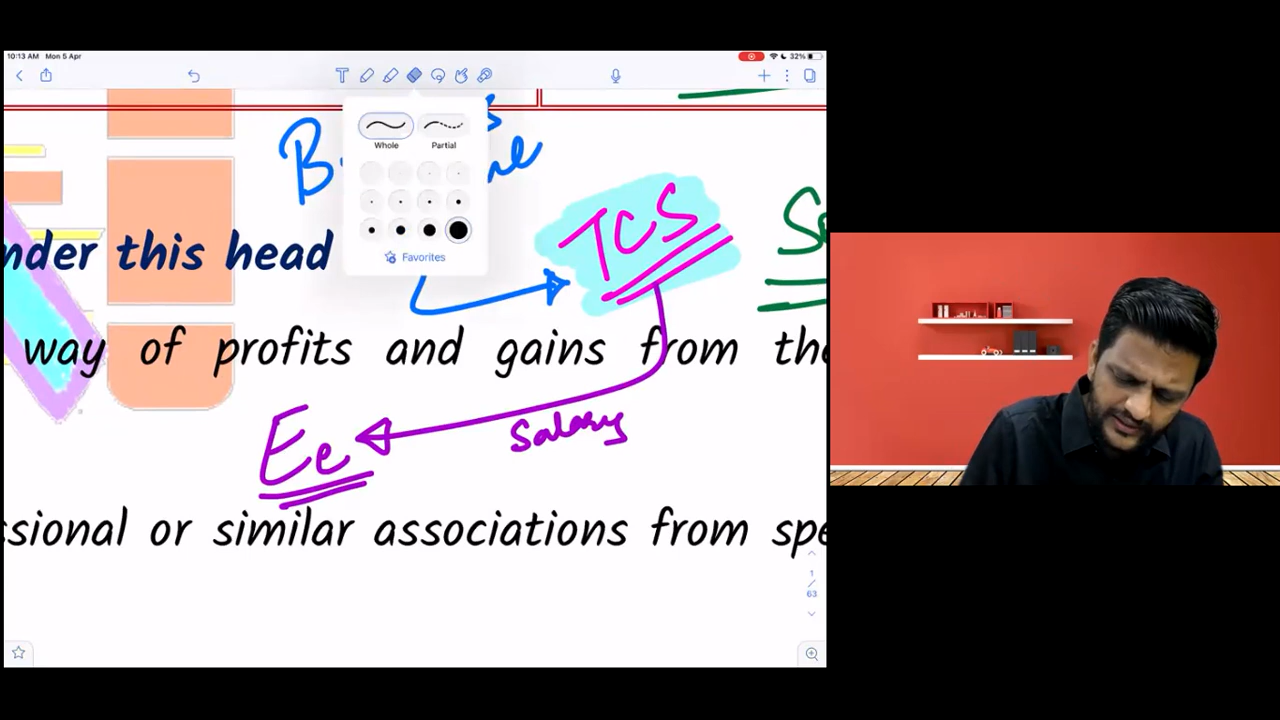 10:13 AM Mon 5 Apr
32%
Whole
Partial
nder this head
Favorites
TCS
way of profits and gains from the
Salary
Ee
ssional or similar associations from spe
1
/
63